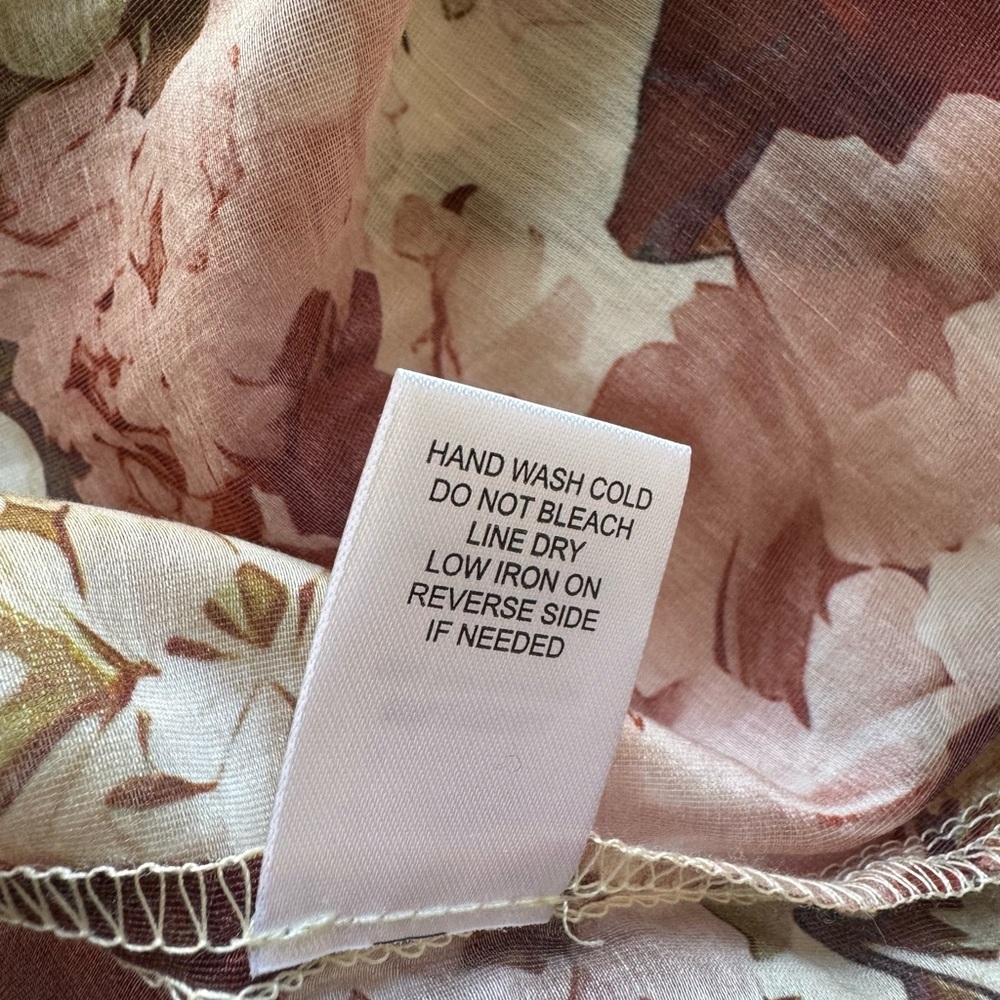 HAND WASH COLD
DO NOT BLEACH
LINE DRY
LOW IRON ON
REVERSE SIDE
IF NEEDED